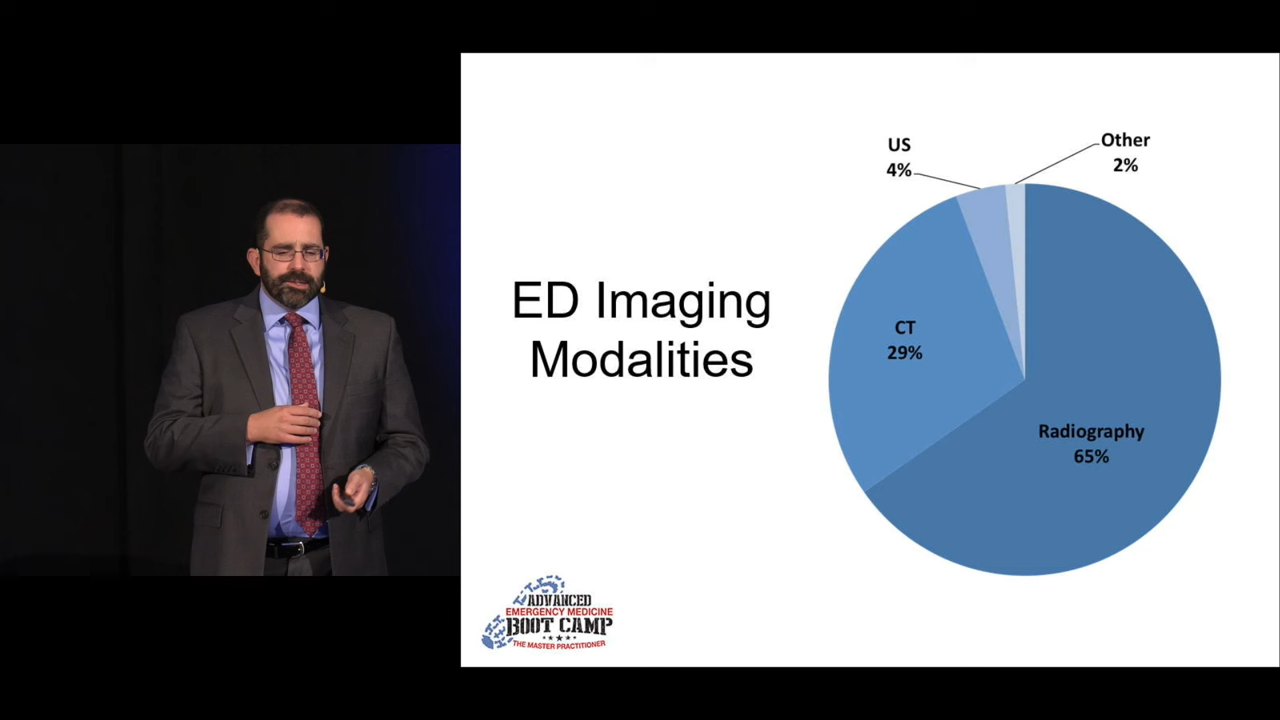 ED Imaging
Modalities
US
4%
Other
2%
CT
29%
Radiography
65%
ADVANCED
EMERGENCY MEDICINE
BOOT CAMP
THE MASTER PRACTITIONER